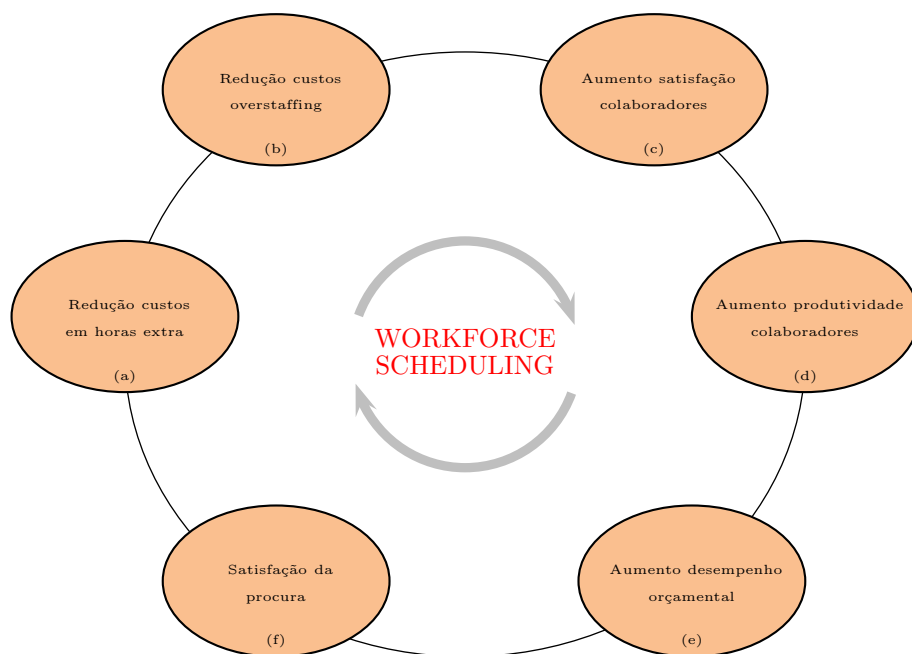 Redução custos
overstaffing
(b)
Aumento satisfação
colaboradores
(c)
Redução custos
em horas extra
(a)
WORKFORCE
SCHEDULING
Aumento produtividade
colaboradores
(d)
Satisfação da
procura
(f)
Aumento desempenho
orçamental
(e)